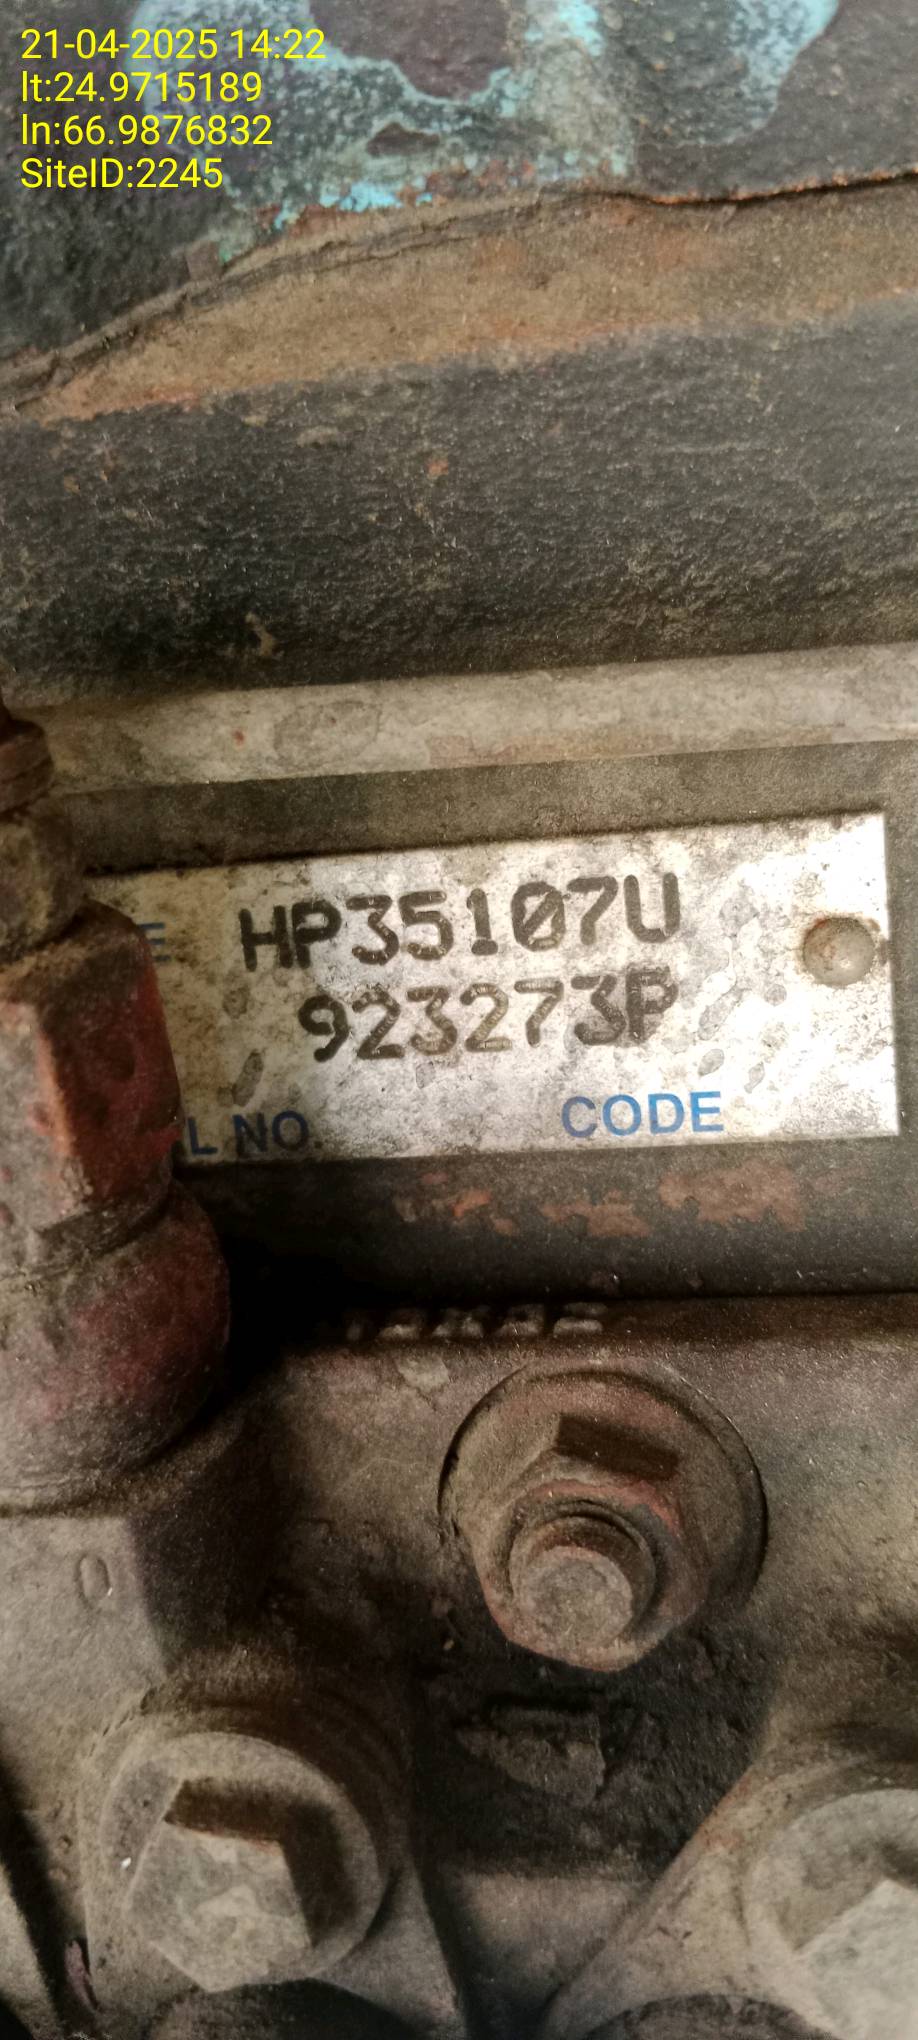 21-04-2025 14:22
lt:24.9715189
ln:66.9876832
SiteID:2245
E HP35107U
923273P
L NO. CODE